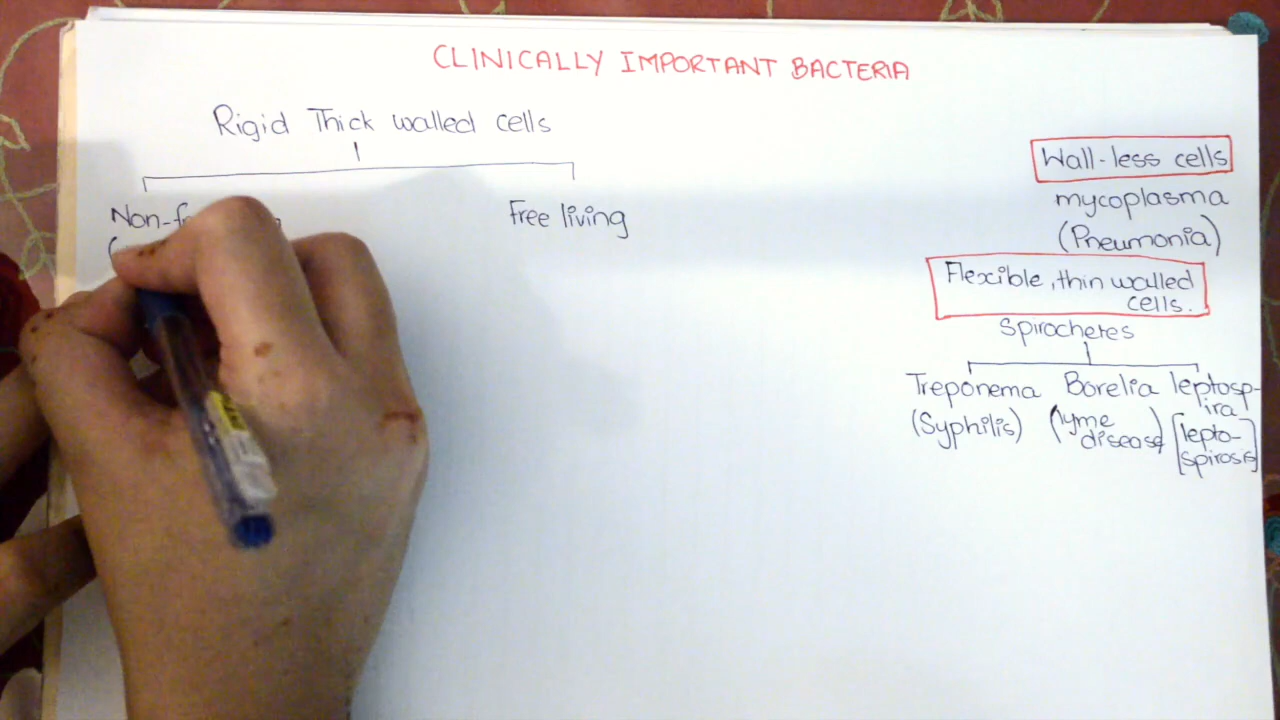 CLINICALLY IMPORTANT BACTERIA
Rigid Thick walled cells
Free living
Wall-less cells
mycoplasma
(Pneumonia)
Flexible, thin walled
cells.
Spirochetes
Treponema
(Syphilis)
Borelia
(lyme
disease)
leptosp-
ira
[lepto-
spirosis]